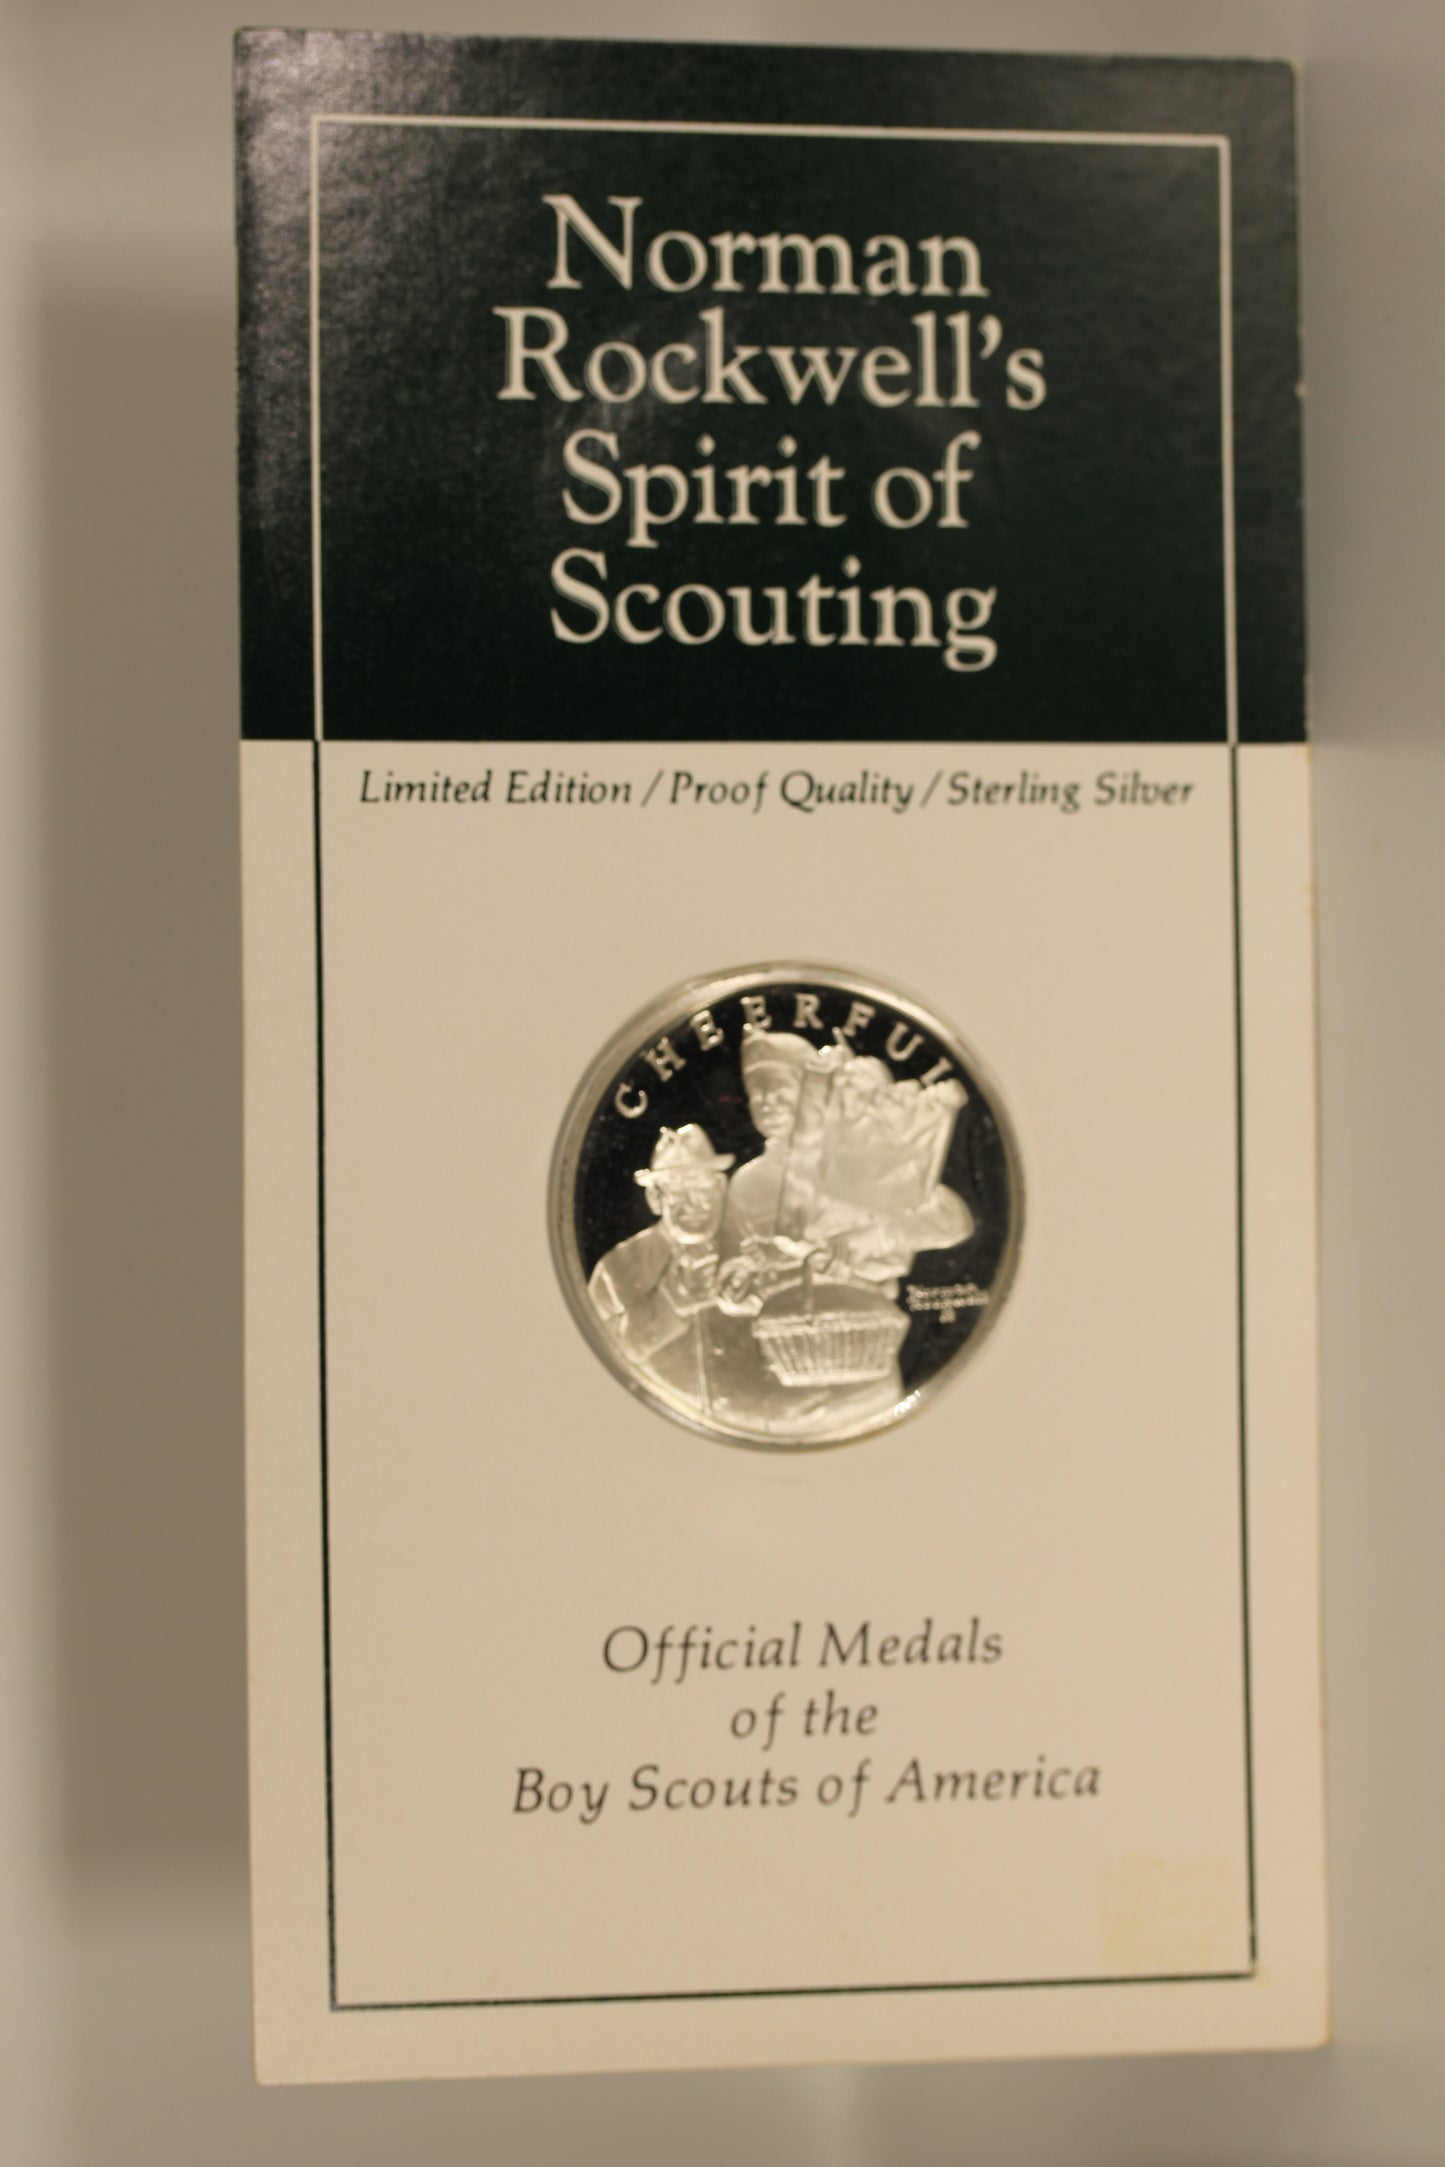 Norman
Rockwell's
Spirit of
Scouting
Limited Edition / Proof Quality / Sterling Silver
CHEERFUL
Official Medals
of the
Boy Scouts of America